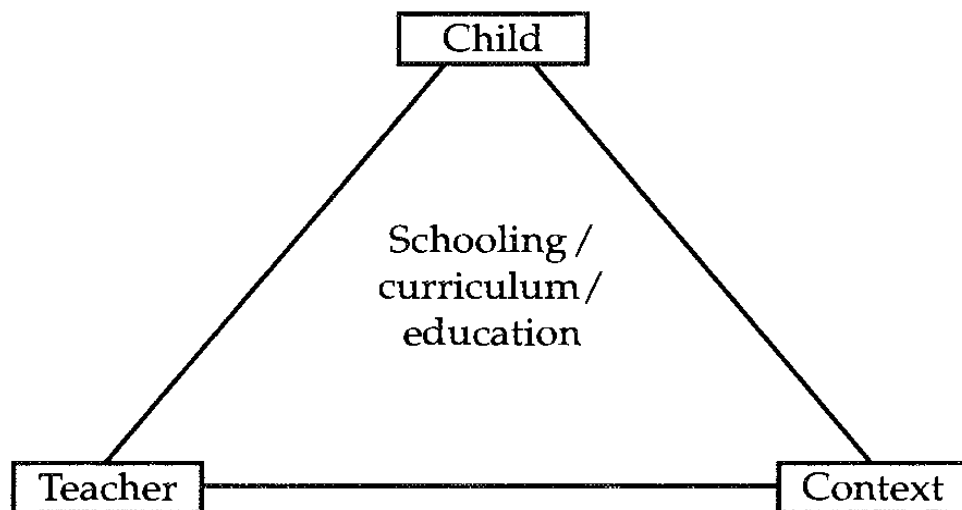 Child
Schooling /
curriculum /
education
Teacher
Context